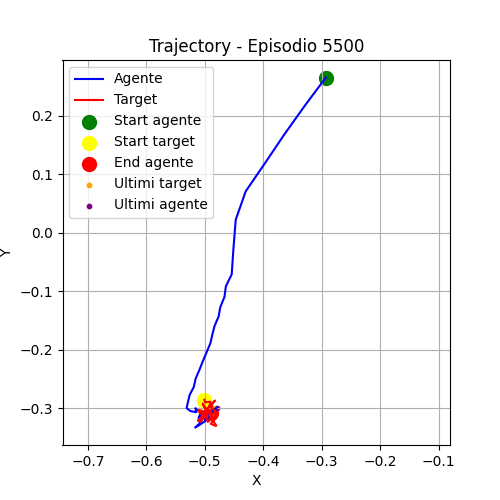 Trajectory - Episodio 5500
Agente
Target
Start agente
Start target
End agente
Ultimi target
Ultimi agente
Y
0.2
0.1
0.0
−0.1
−0.2
−0.3
−0.7 −0.6 −0.5 −0.4 −0.3 −0.2 −0.1
X